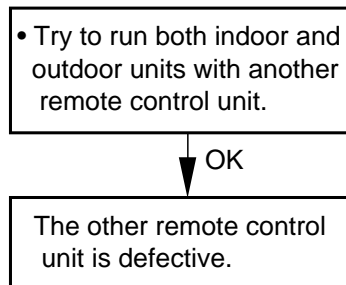 • Try to run both indoor and
outdoor units with another
remote control unit.
OK
The other remote control
unit is defective.